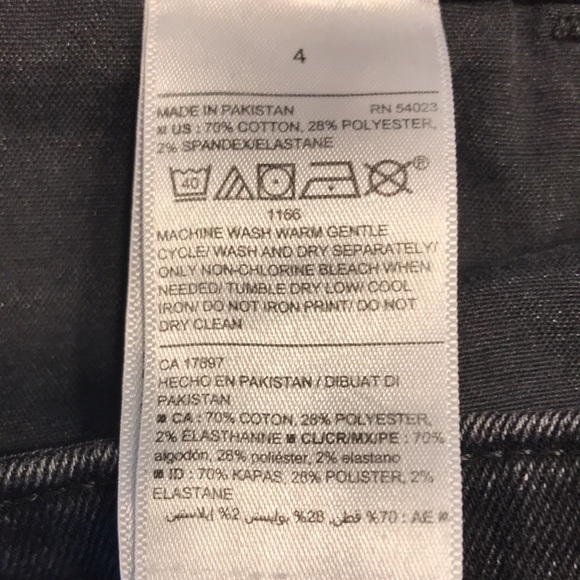 4
MADE IN PAKISTAN RN 54023
US : 70% COTTON, 28% POLYESTER,
2% SPANDEX/ELASTANE
40 ®
1166
MACHINE WASH WARM GENTLE
CYCLE/ WASH AND DRY SEPARATELY/
ONLY NON-CHLORINE BLEACH WHEN
NEEDED/ TUMBLE DRY LOW/ COOL
IRON/ DO NOT IRON PRINT/ DO NOT
DRY CLEAN
CA 17897
HECHO EN PAKISTAN / DIBUAT DI
PAKISTAN
CA : 70% COTON, 28% POLYESTER,
2% ÉLASTHANNE CL/CR/MX/PE : 70%
algodón, 28% poliéster, 2% elastano
ID : 70% KAPAS, 28% POLISTER, 2%
ELASTANE
AE : 70% قطن, 28% بوليستر, 2% إيلاستين